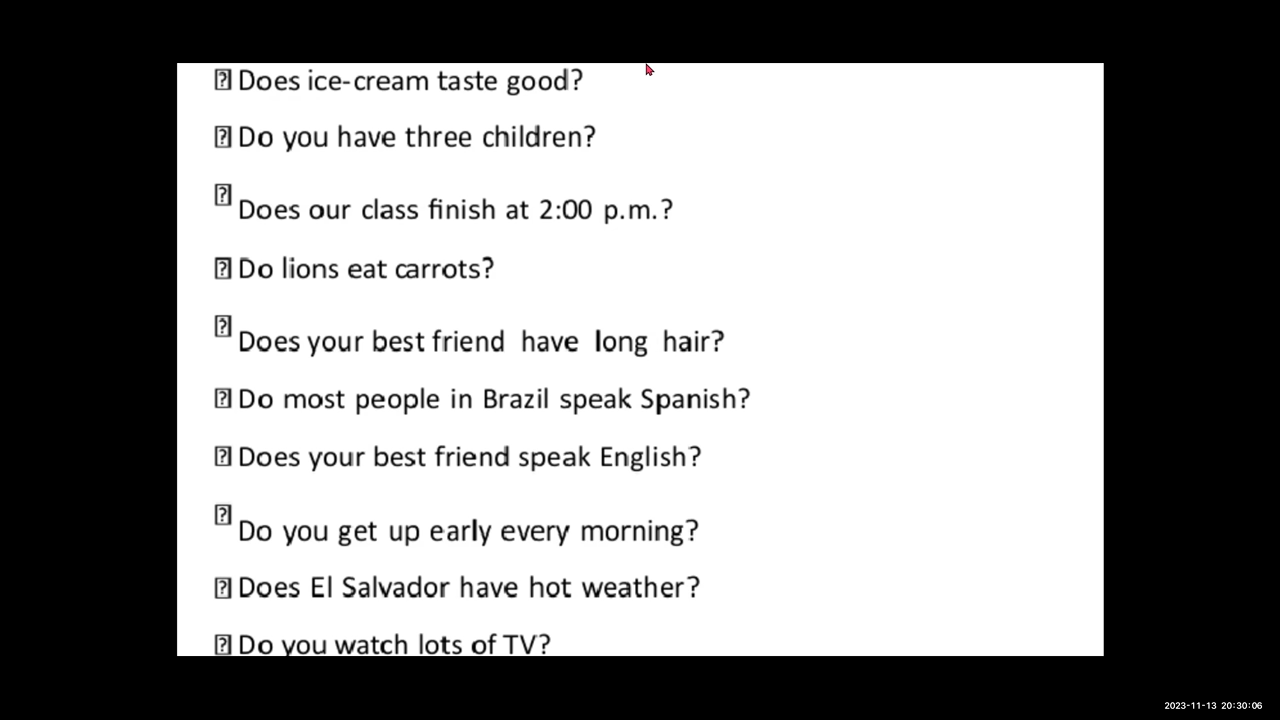 Does ice-cream taste good?
Do you have three children?
Does our class finish at 2:00 p.m.?
Do lions eat carrots?
Does your best friend have long hair?
Do most people in Brazil speak Spanish?
Does your best friend speak English?
Do you get up early every morning?
Does El Salvador have hot weather?
Do you watch lots of TV?
2023-11-13 20:30:06